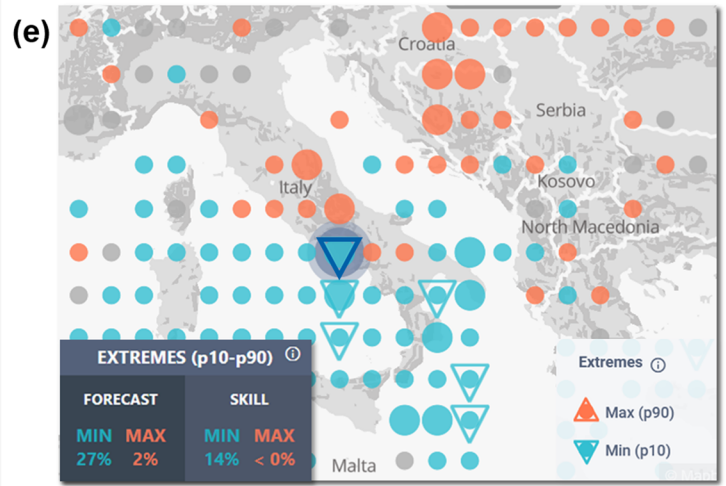 (e)
Croatia
Serbia
Italy
Kosovo
North Macedonia
EXTREMES (p10-p90)
FORECAST SKILL
MIN MAX MIN MAX
27% 2% 14% < 0%
Malta
Extremes
Max (p90)
Min (p10)